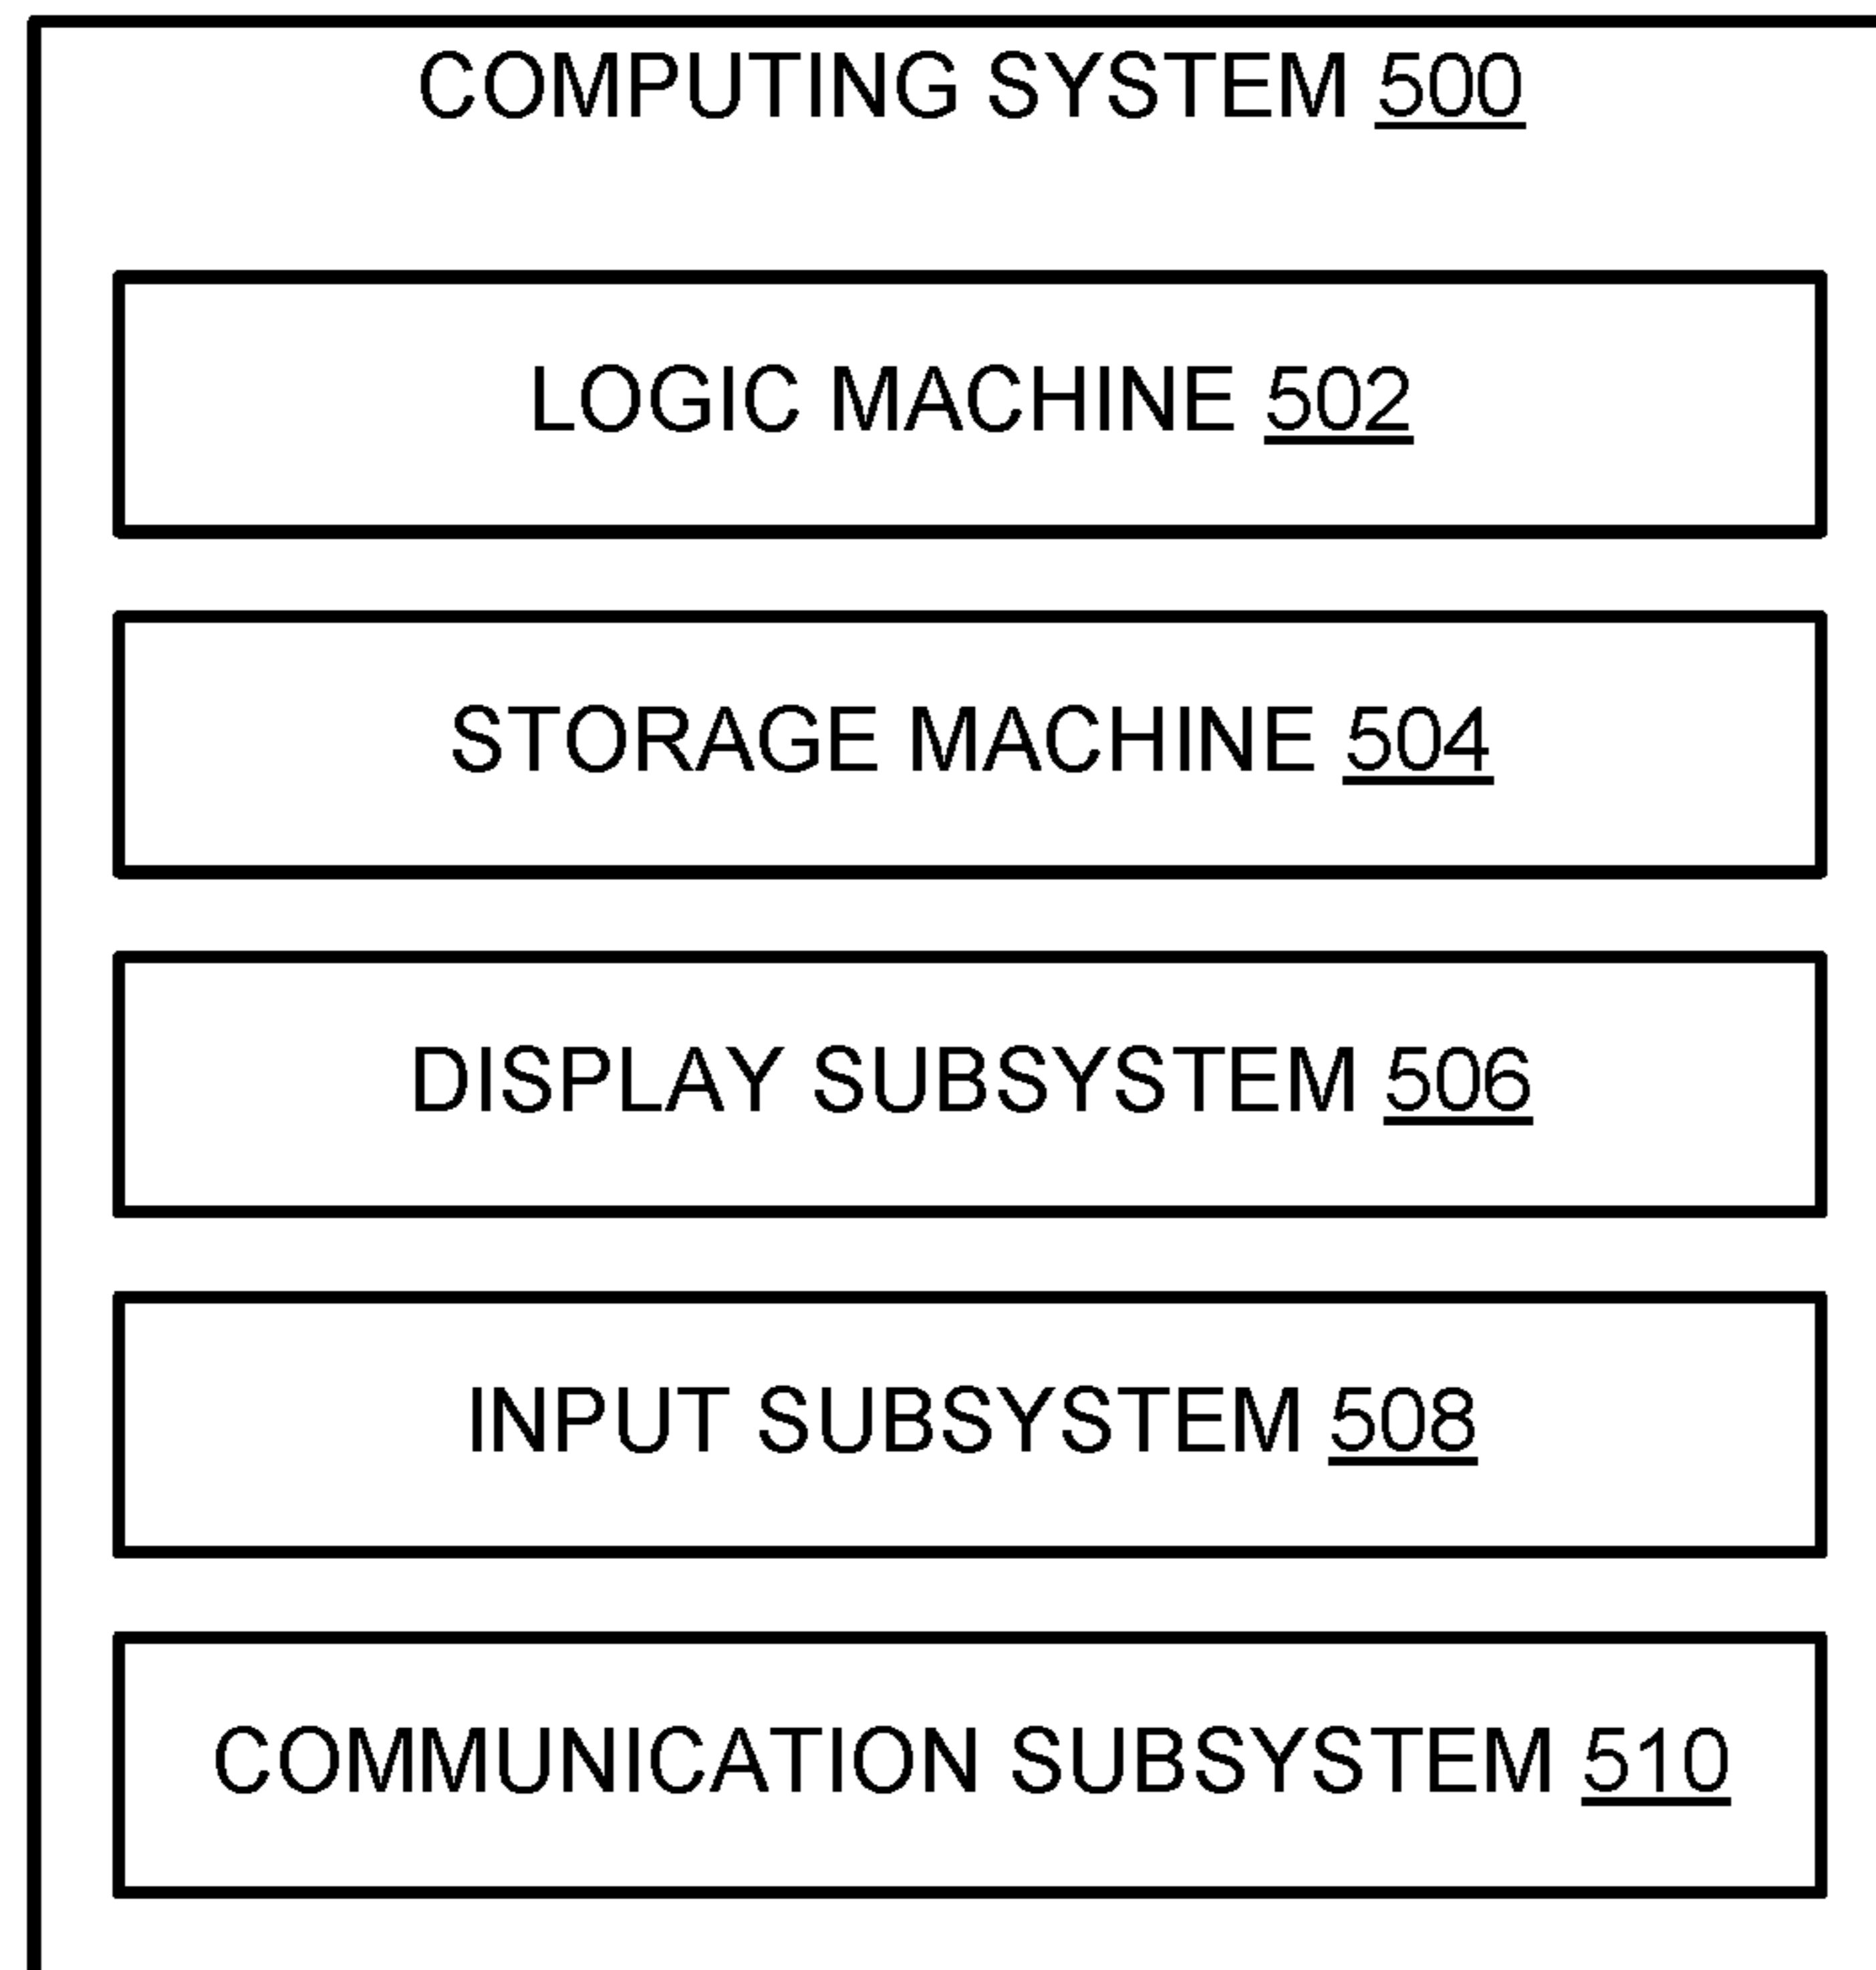 COMPUTING SYSTEM 500
LOGIC MACHINE 502
STORAGE MACHINE 504
DISPLAY SUBSYSTEM 506
INPUT SUBSYSTEM 508
COMMUNICATION SUBSYSTEM 510